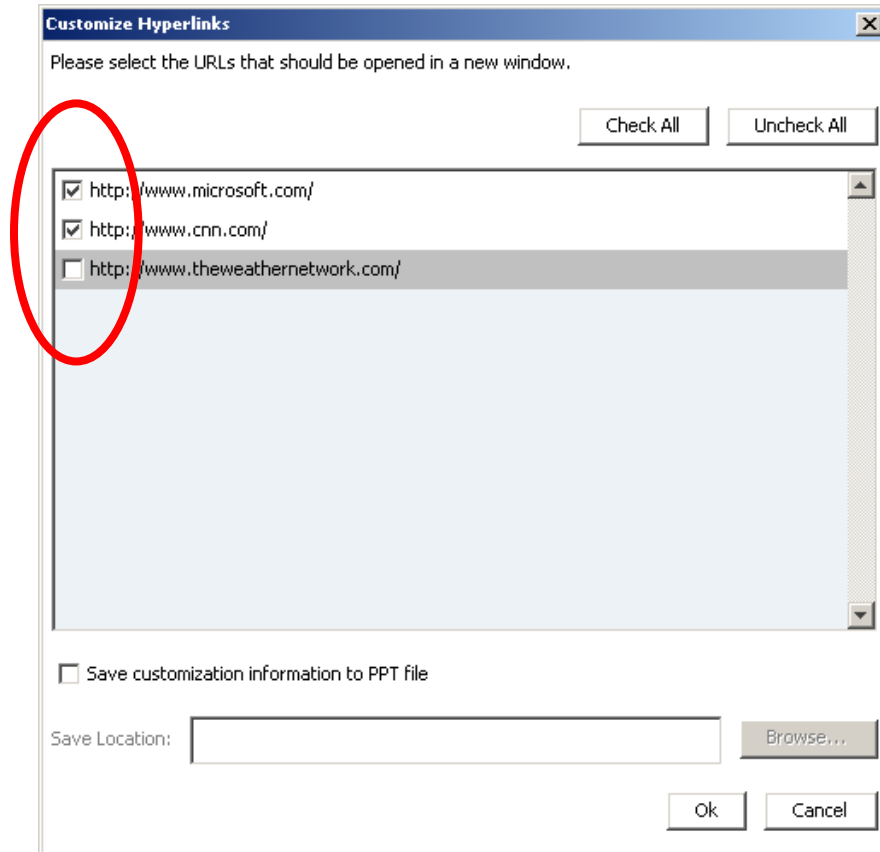 Customize Hyperlinks
Please select the URLs that should be opened in a new window.
Check All Uncheck All
http://www.microsoft.com/
http://www.cnn.com/
http://www.theweathernetwork.com/
Save customization information to PPT file
Save Location: Browse...
Ok Cancel